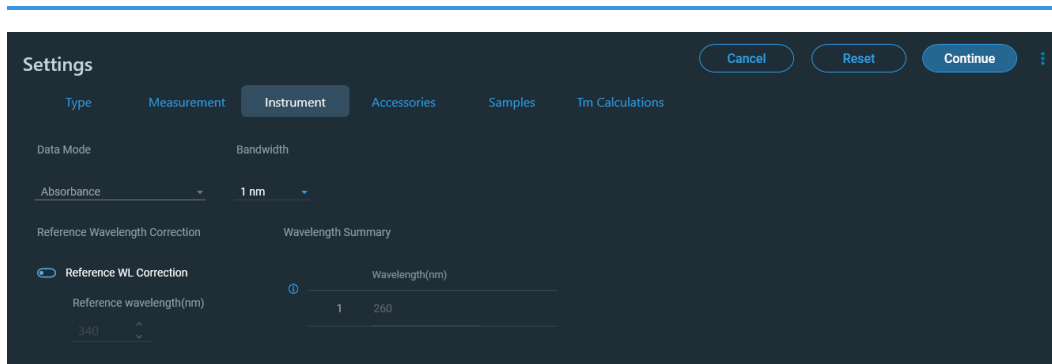 Settings
Cancel
Reset
Continue
Type
Measurement
Instrument
Accessories
Samples
Tm Calculations
Data Mode
Bandwidth
Absorbance
1 nm
Reference Wavelength Correction
Wavelength Summary
Reference WL Correction
Wavelength(nm)
Reference wavelength(nm)
1
260
340